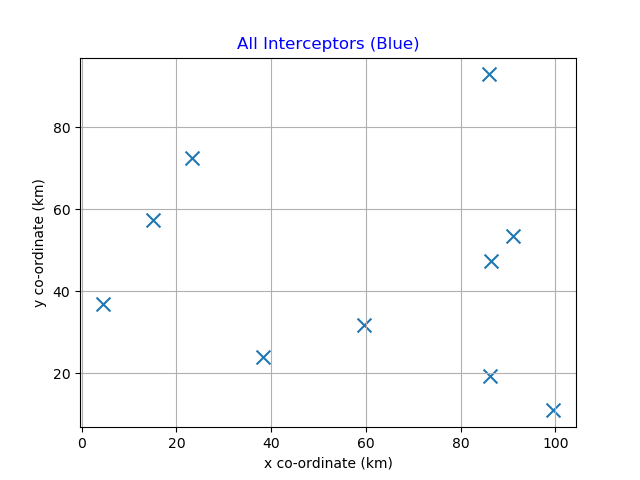 All Interceptors (Blue)
y co-ordinate (km)
80
60
40
20
0 20 40 60 80 100
x co-ordinate (km)